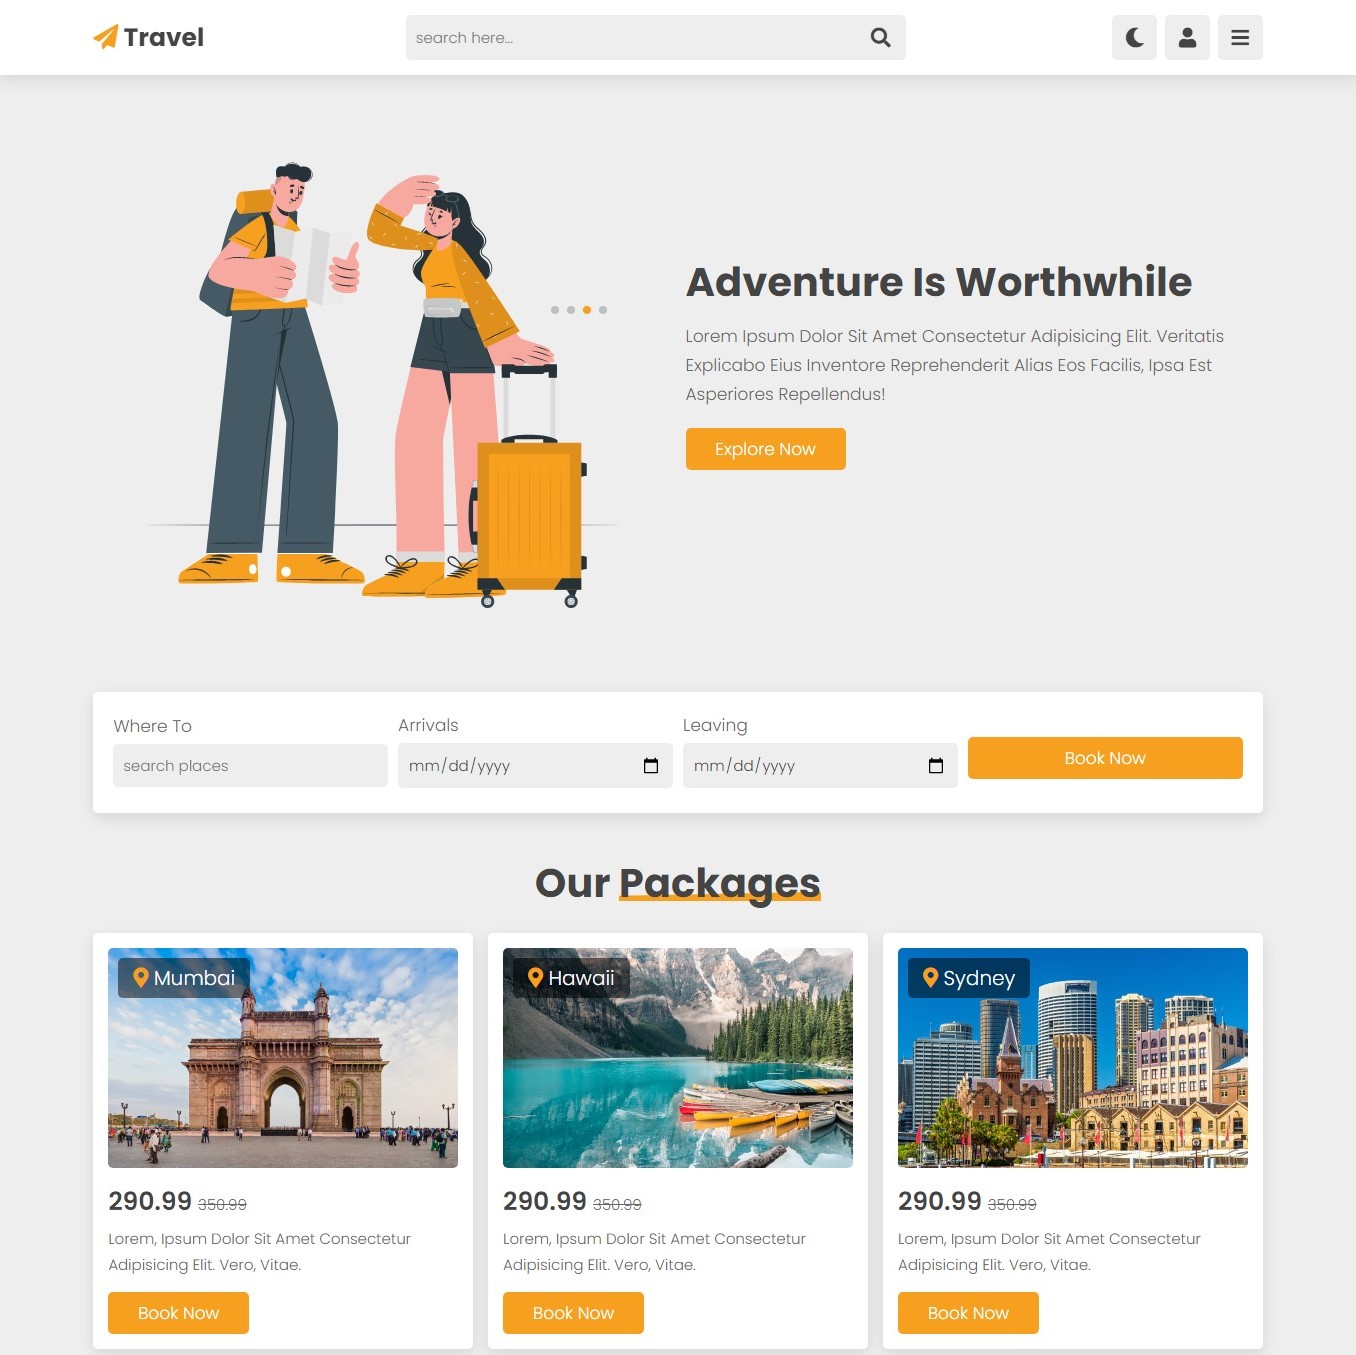 Travel
search here...
Adventure Is Worthwhile
Lorem Ipsum Dolor Sit Amet Consectetur Adipisicing Elit. Veritatis
Explicabo Eius Inventore Reprehenderit Alias Eos Facilis, Ipsa Est
Asperiores Repellendus!
Explore Now
Where To
Arrivals
Leaving
search places
mm/dd/yyyy
mm/dd/yyyy
Book Now
Our Packages
Mumbai
Hawaii
Sydney
290.99 350.99
Lorem, Ipsum Dolor Sit Amet Consectetur
Adipisicing Elit. Vero, Vitae.
Book Now
290.99 350.99
Lorem, Ipsum Dolor Sit Amet Consectetur
Adipisicing Elit. Vero, Vitae.
Book Now
290.99 350.99
Lorem, Ipsum Dolor Sit Amet Consectetur
Adipisicing Elit. Vero, Vitae.
Book Now